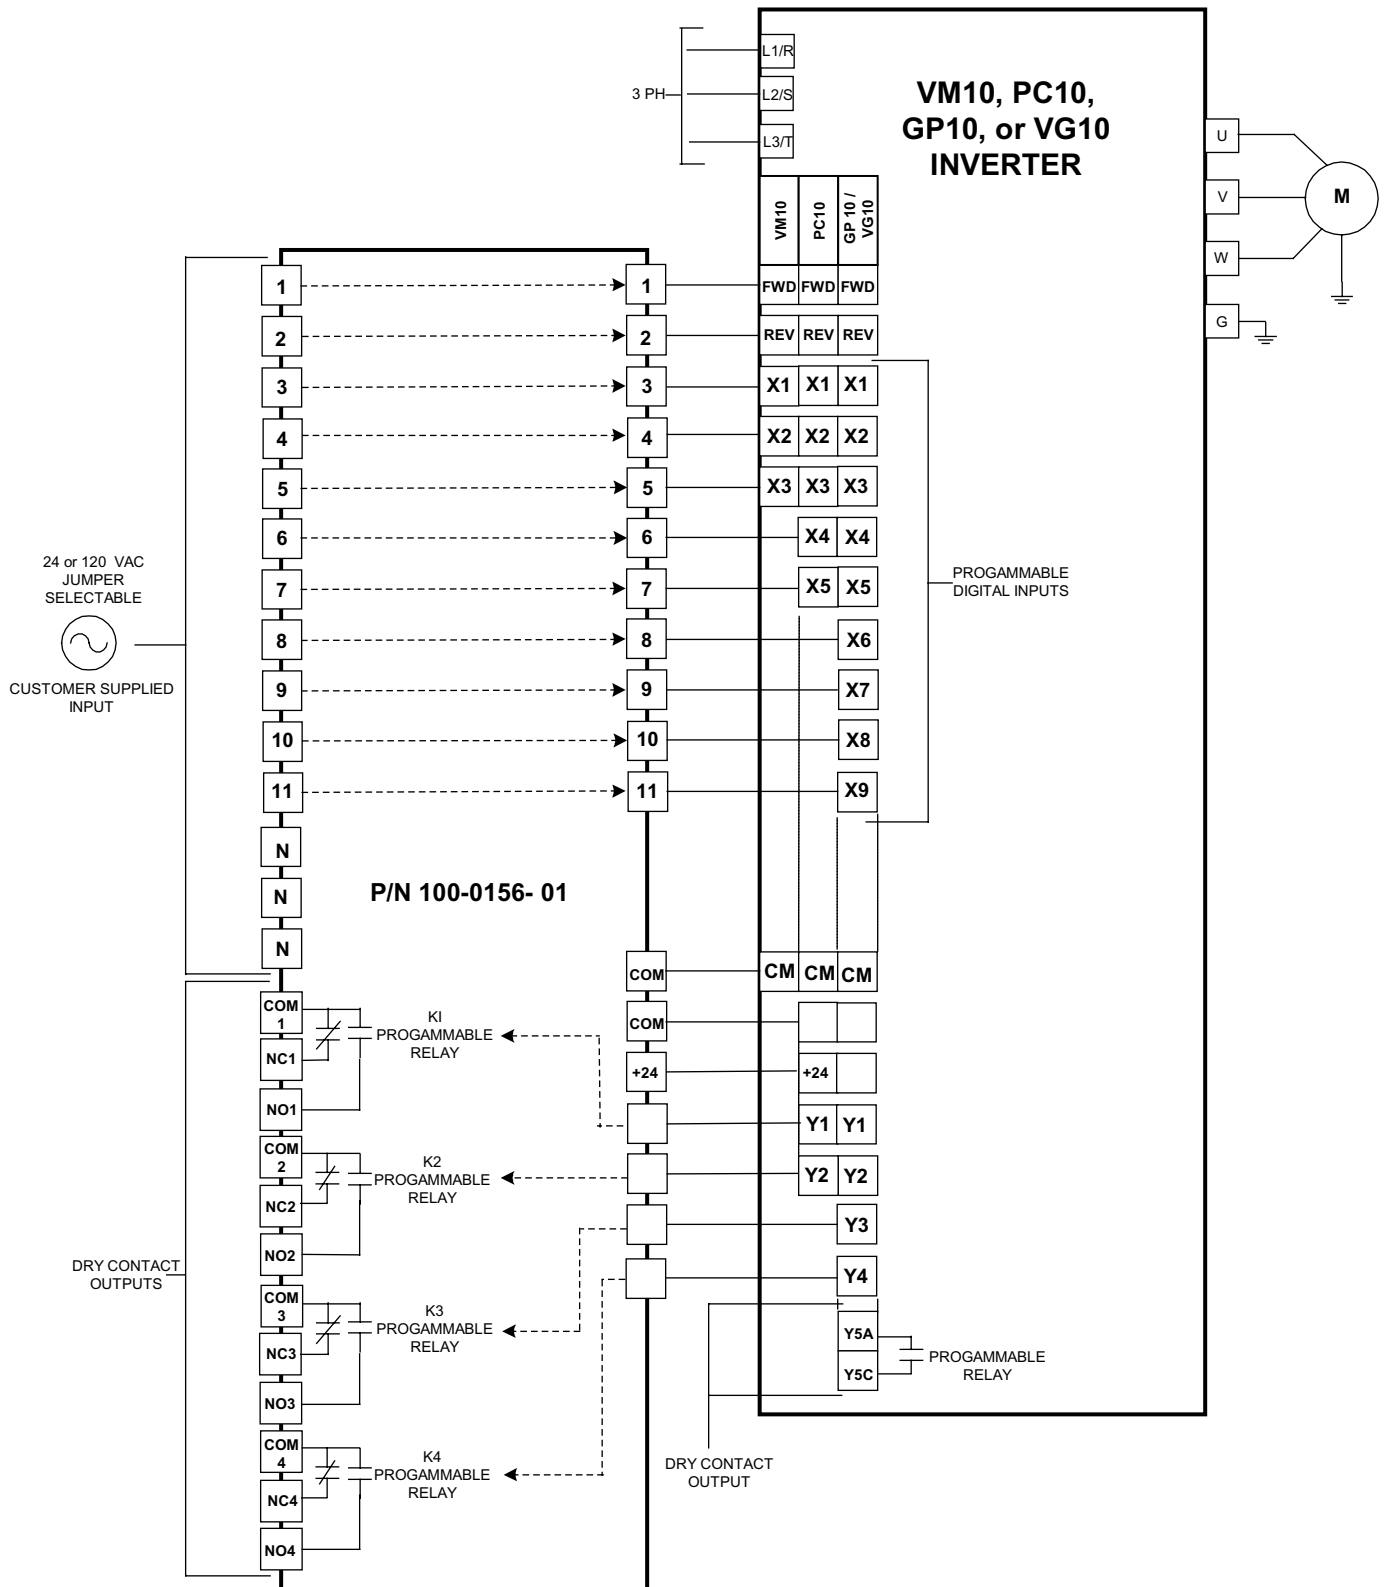 L1/R
3 PH
L2/S
L3/T
VM10, PC10,
GP10, or VG10
INVERTER
U
V
M
W
G
VM10
PC10
GP 10 /
VG10
1
1
FWD FWD FWD
2
2
REV REV REV
3
3
X1 X1 X1
4
4
X2 X2 X2
5
5
X3 X3 X3
6
6
X4 X4
7
7
X5 X5
8
8
X6
9
9
X7
10
10
X8
11
11
X9
24 or 120 VAC
JUMPER
SELECTABLE
CUSTOMER SUPPLIED
INPUT
PROGAMMABLE
DIGITAL INPUTS
N
N
N
P/N 100-0156- 01
COM
CM CM CM
COM
+24
+24
Y1 Y1
Y2 Y2
Y3
Y4
Y5A
Y5C
PROGAMMABLE
RELAY
DRY CONTACT
OUTPUT
COM
1
NC1
NO1
KI
PROGAMMABLE
RELAY
COM
2
NC2
NO2
K2
PROGAMMABLE
RELAY
DRY CONTACT
OUTPUTS
COM
3
NC3
NO3
K3
PROGAMMABLE
RELAY
COM
4
NC4
NO4
K4
PROGAMMABLE
RELAY